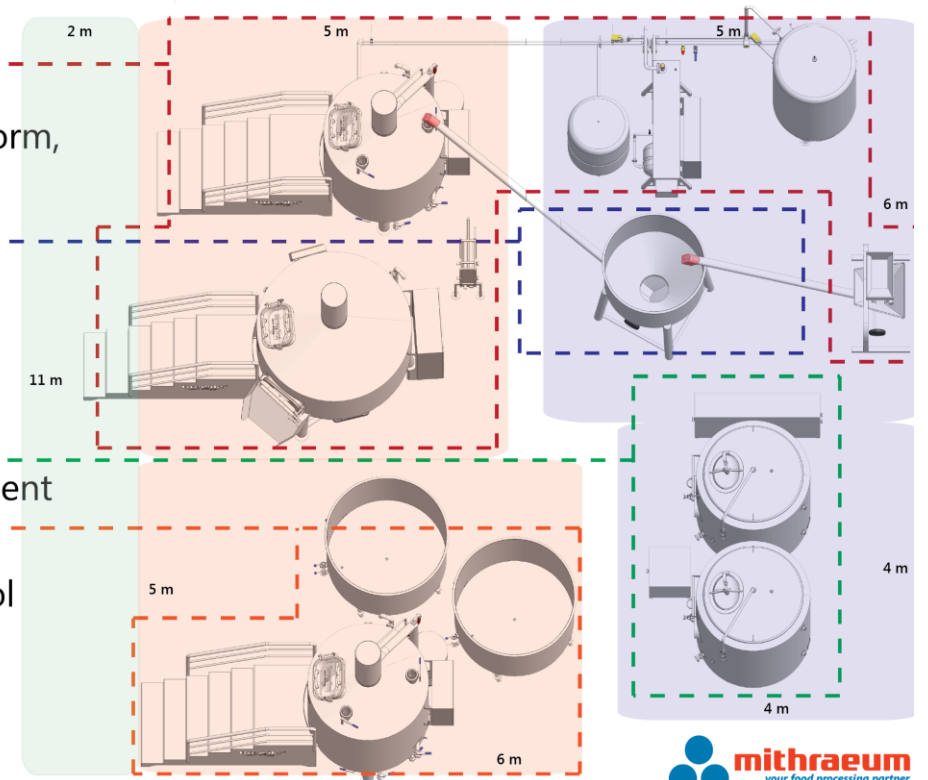 2 m
5 m
5 m
orm,
6 m
11 m
ent
5 m
ol
4 m
4 m
6 m
mithraeum
your food processing partner